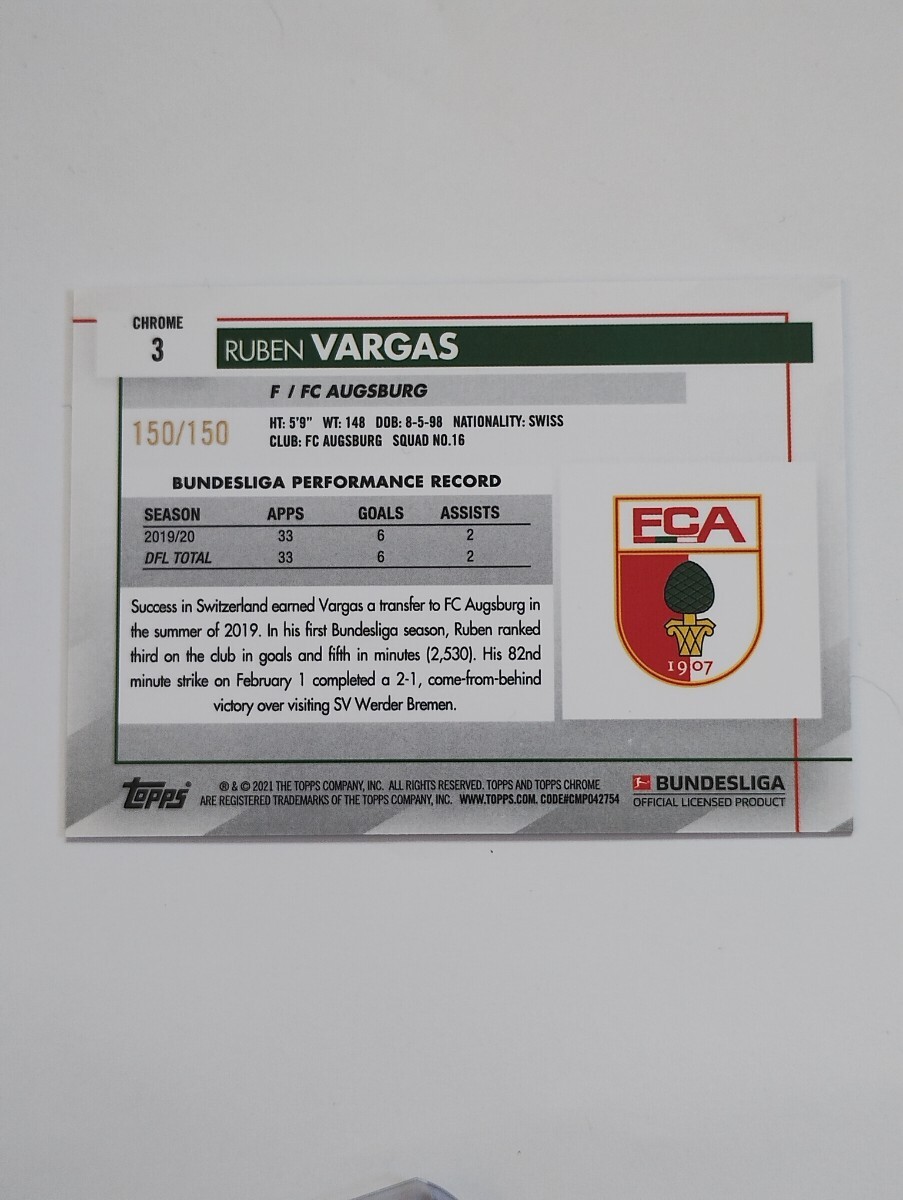 CHROME
3
RUBEN VARGAS
F / FC AUGSBURG
150/150
HT: 5'9" WT: 148 DOB: 8-5-98 NATIONALITY: SWISS
CLUB: FC AUGSBURG SQUAD NO.16
BUNDESLIGA PERFORMANCE RECORD
SEASON APPS GOALS ASSISTS
2019/20 33 6 2
DFL TOTAL 33 6 2
Success in Switzerland earned Vargas a transfer to FC Augsburg in
the summer of 2019. In his first Bundesliga season, Ruben ranked
third on the club in goals and fifth in minutes (2,530). His 82nd
minute strike on February 1 completed a 2-1, come-from-behind
victory over visiting SV Werder Bremen.
FCA
1907
topps
® & © 2021 THE TOPPS COMPANY, INC. ALL RIGHTS RESERVED. TOPPS AND TOPPS CHROME
ARE REGISTERED TRADEMARKS OF THE TOPPS COMPANY, INC. WWW.TOPPS.COM. CODE#CMP042754
BUNDESLIGA
OFFICIAL LICENSED PRODUCT